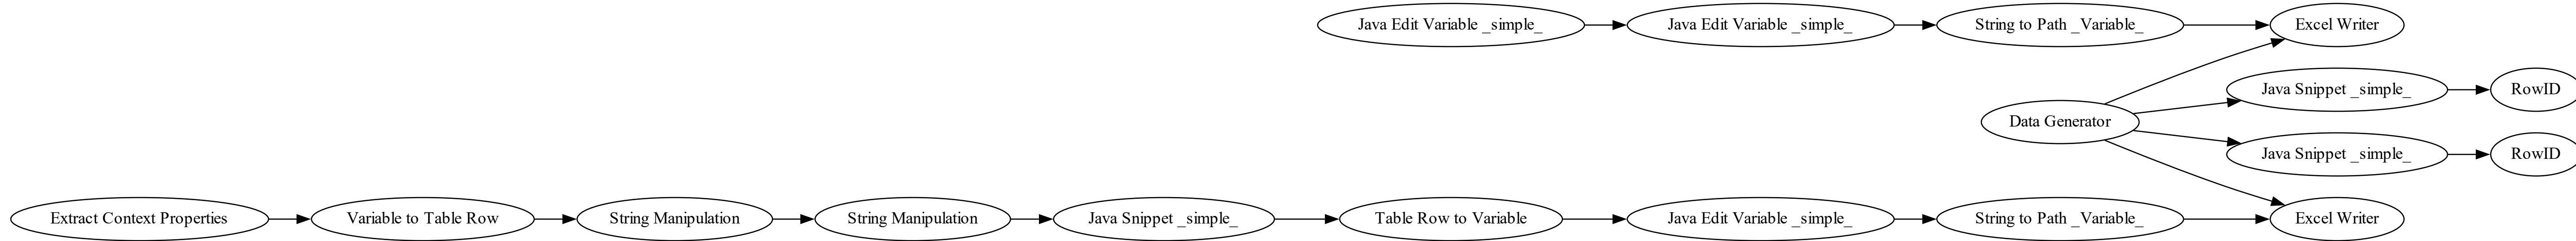 Java Edit Variable _simple_
Java Edit Variable _simple_
String to Path _Variable_
Excel Writer
Java Snippet _simple_
RowID
Data Generator
Java Snippet _simple_
RowID
Extract Context Properties
Variable to Table Row
String Manipulation
String Manipulation
Java Snippet _simple_
Table Row to Variable
Java Edit Variable _simple_
String to Path _Variable_
Excel Writer